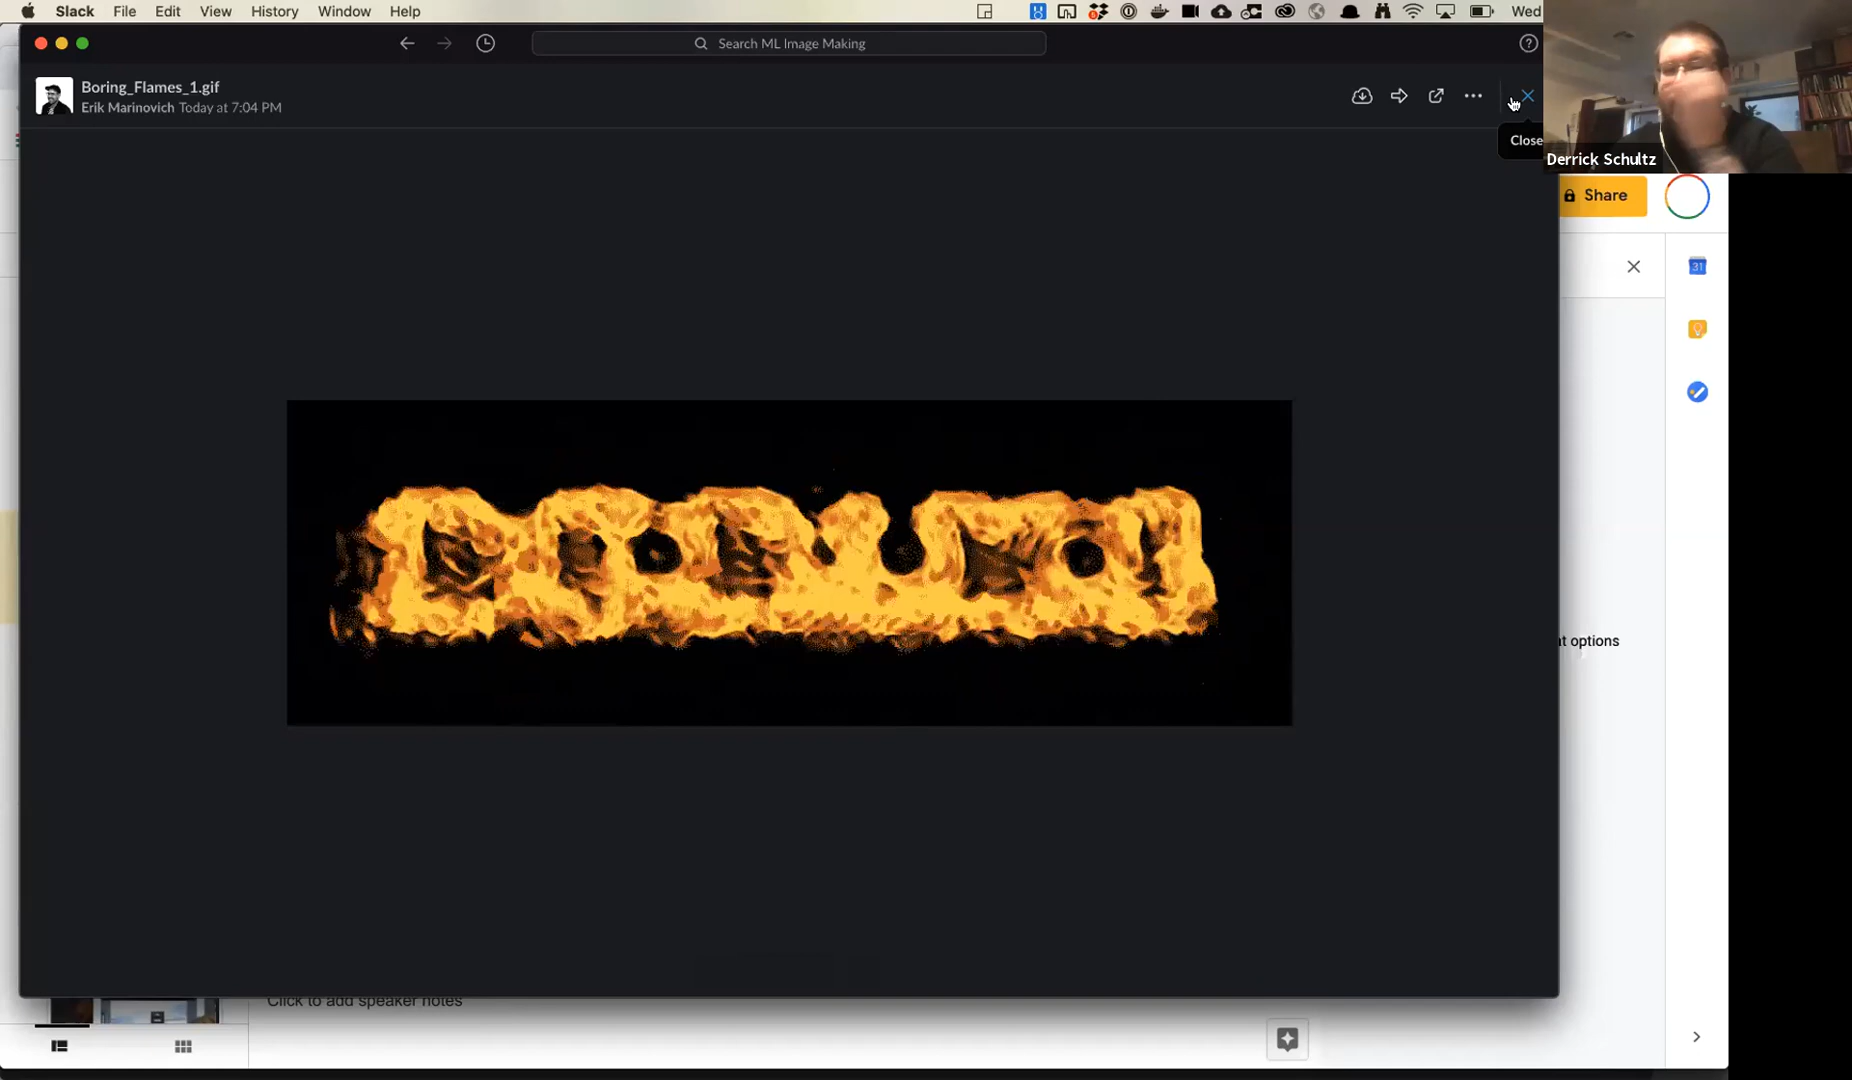 Slack File Edit View History Window Help Wed
Search ML Image Making
Boring_Flames_1.gif
Erik Marinovich Today at 7:04 PM
Close
Derrick Schultz
Share
31
at options
Click to add speaker notes